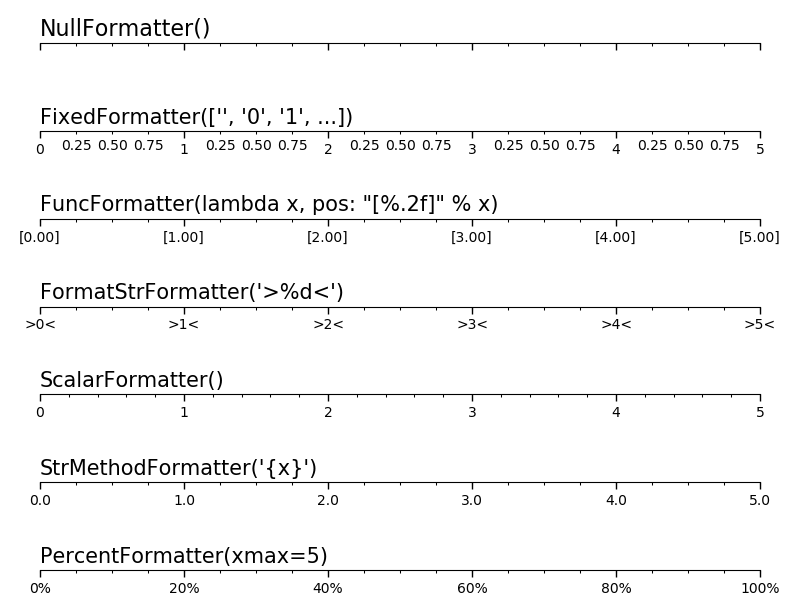 NullFormatter()
FixedFormatter(['', '0', '1', ...])
0 0.25 0.50 0.75 1 0.25 0.50 0.75 2 0.25 0.50 0.75 3 0.25 0.50 0.75 4 0.25 0.50 0.75 5
FuncFormatter(lambda x, pos: "[%.2f]" % x)
[0.00] [1.00] [2.00] [3.00] [4.00] [5.00]
FormatStrFormatter('>%d<')
>0< >1< >2< >3< >4< >5<
ScalarFormatter()
0 1 2 3 4 5
StrMethodFormatter('{x}')
0.0 1.0 2.0 3.0 4.0 5.0
PercentFormatter(xmax=5)
0% 20% 40% 60% 80% 100%